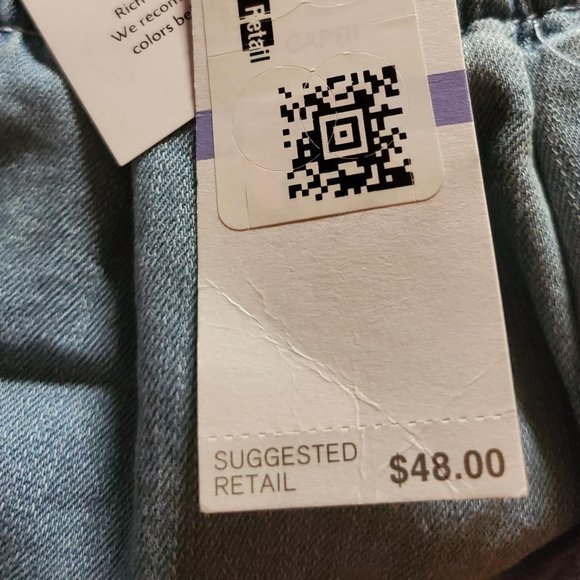 Rich
We recom
colors be
Retail
CAPRI
SUGGESTED
RETAIL
$48.00